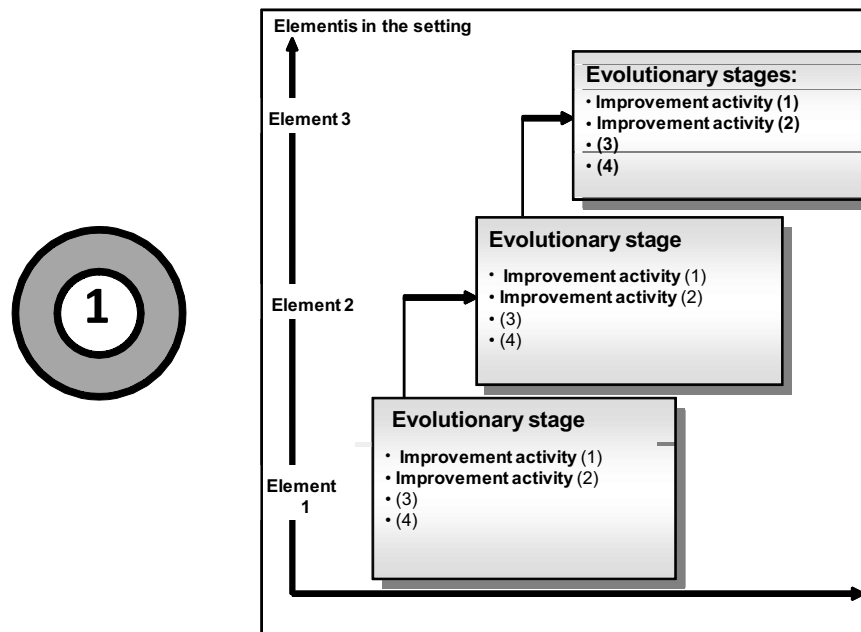 Elementis in the setting
Evolutionary stages:
• Improvement activity (1)
• Improvement activity (2)
• (3)
• (4)
Element 3
Evolutionary stage
• Improvement activity (1)
• Improvement activity (2)
• (3)
• (4)
Element 2
1
Evolutionary stage
• Improvement activity (1)
• Improvement activity (2)
• (3)
• (4)
Element
1